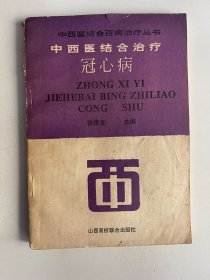 中西医结合百病治疗丛书
中西医结合治疗
冠心病
ZHONG XI YI
JIEHEBAI BING ZHILIAO
CONG SHU
主编
山西高校联合出版社